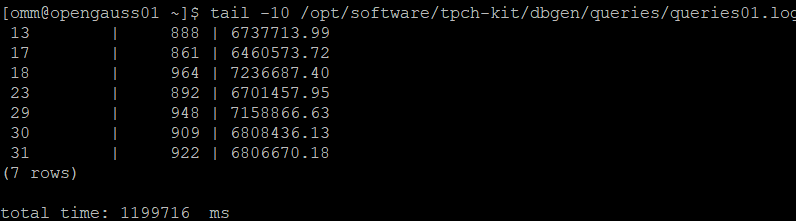 [omm@opengauss01 ~]$ tail -10 /opt/software/tpch-kit/dbgen/queries/queries01.log
13 | 888 | 6737713.99
17 | 861 | 6460573.72
18 | 964 | 7236687.40
23 | 892 | 6701457.95
29 | 948 | 7158866.63
30 | 909 | 6808436.13
31 | 922 | 6806670.18
(7 rows)
total time: 1199716 ms